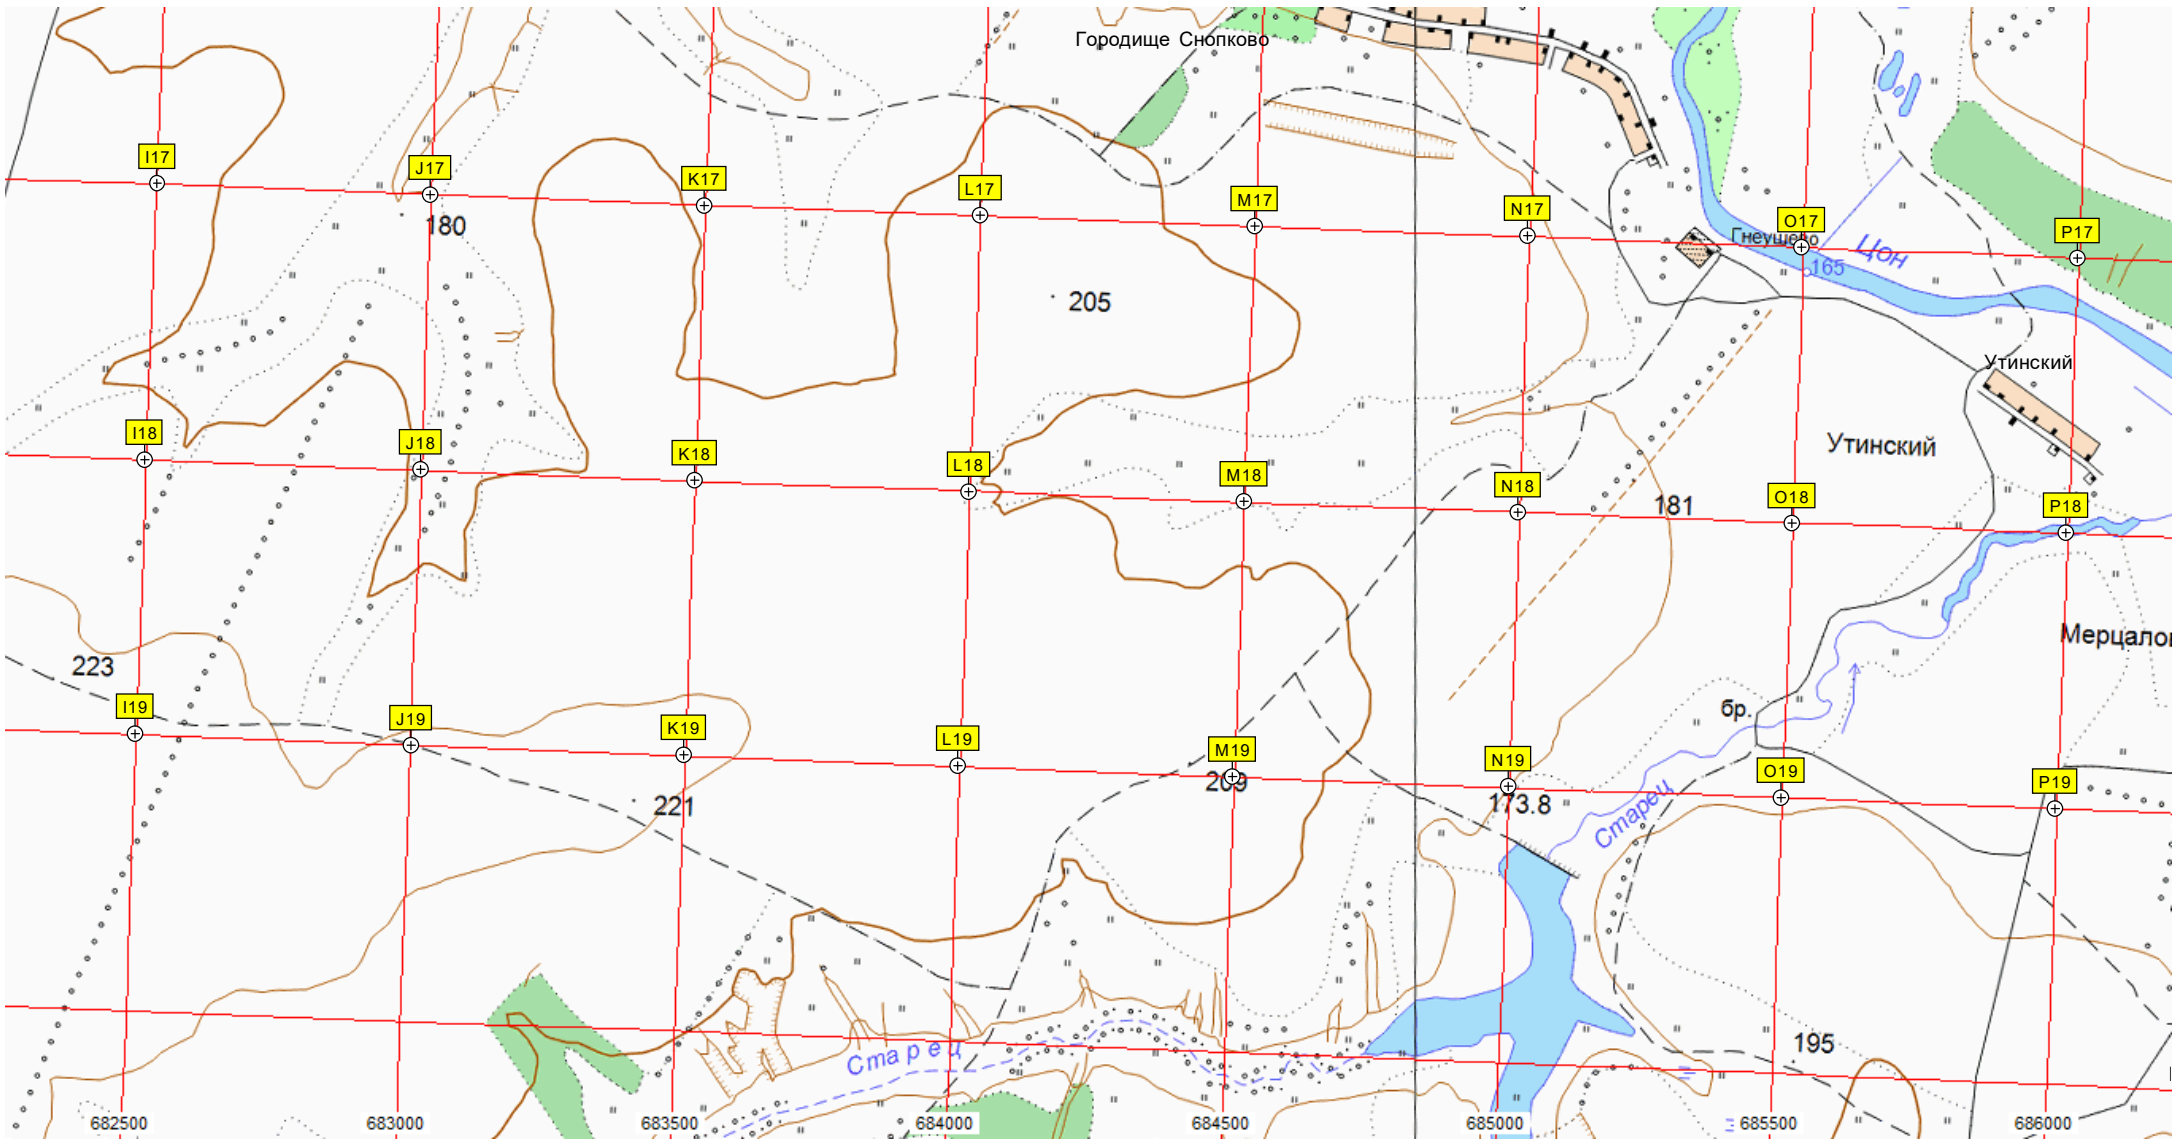 Городище Снопково
I17
J17
K17
L17
M17
N17
O17
P17
180
Гнеушево
Цон
165
205
Утинский
Утинский
I18
J18
K18
L18
M18
N18
O18
P18
181
Мерцалов
223
бр.
I19
J19
K19
L19
M19
N19
O19
P19
221
209
173.8
Старец
Старец
195
682500
683000
683500
684000
684500
685000
685500
686000